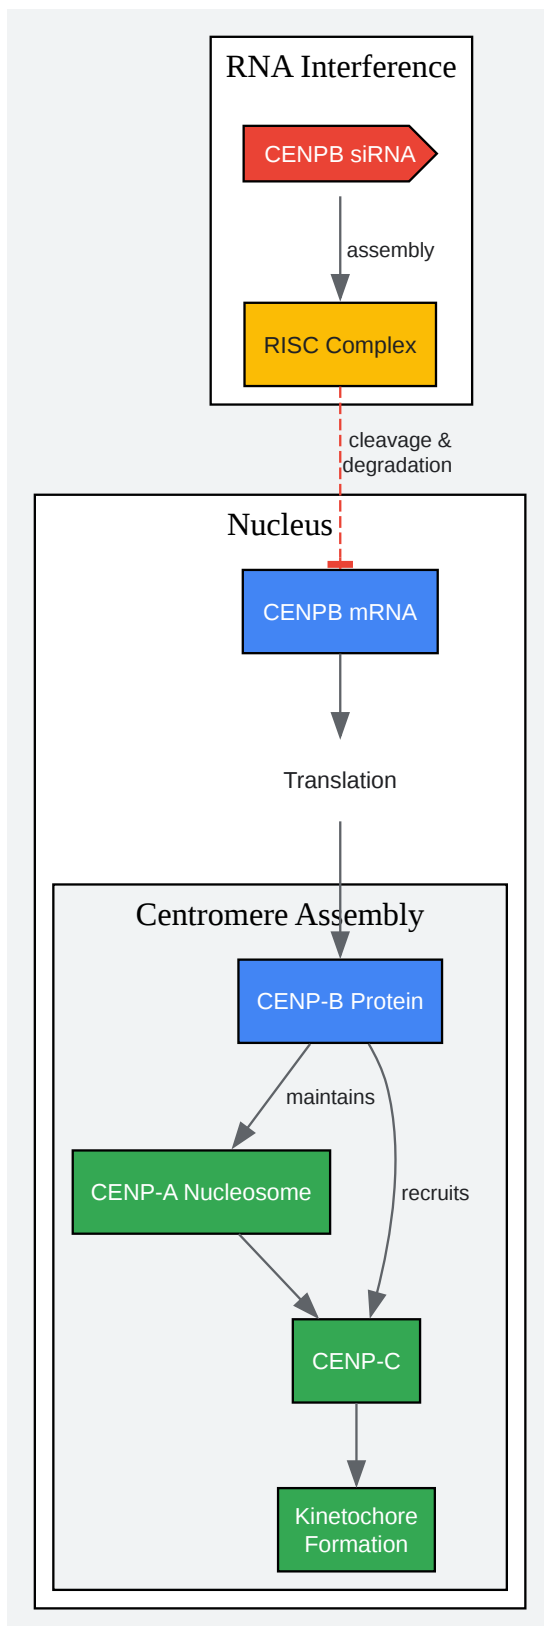 RNA Interference
CENPB siRNA
assembly
RISC Complex
cleavage &
degradation
Nucleus
CENPB mRNA
Translation
Centromere Assembly
CENP-B Protein
maintains
CENP-A Nucleosome
recruits
CENP-C
Kinetochore
Formation